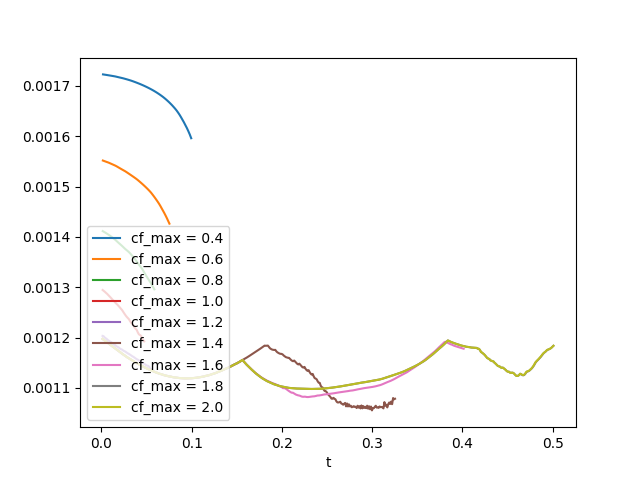 0.0017
0.0016
0.0015
0.0014
0.0013
0.0012
0.0011
cf_max = 0.4
cf_max = 0.6
cf_max = 0.8
cf_max = 1.0
cf_max = 1.2
cf_max = 1.4
cf_max = 1.6
cf_max = 1.8
cf_max = 2.0
0.0 0.1 0.2 0.3 0.4 0.5
t